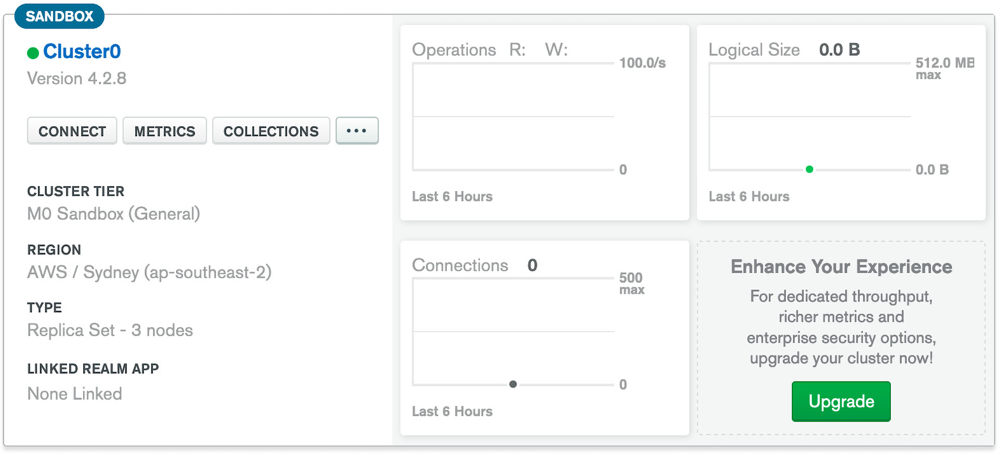 SANDBOX
Cluster0
Version 4.2.8
CONNECT METRICS COLLECTIONS ...
CLUSTER TIER
M0 Sandbox (General)
REGION
AWS / Sydney (ap-southeast-2)
TYPE
Replica Set - 3 nodes
LINKED REALM APP
None Linked
Operations R: W:
100.0/s
0
Last 6 Hours
Logical Size 0.0 B
512.0 MB
max
0.0 B
Last 6 Hours
Connections 0
500
max
0
Last 6 Hours
Enhance Your Experience
For dedicated throughput,
richer metrics and
enterprise security options,
upgrade your cluster now!
Upgrade